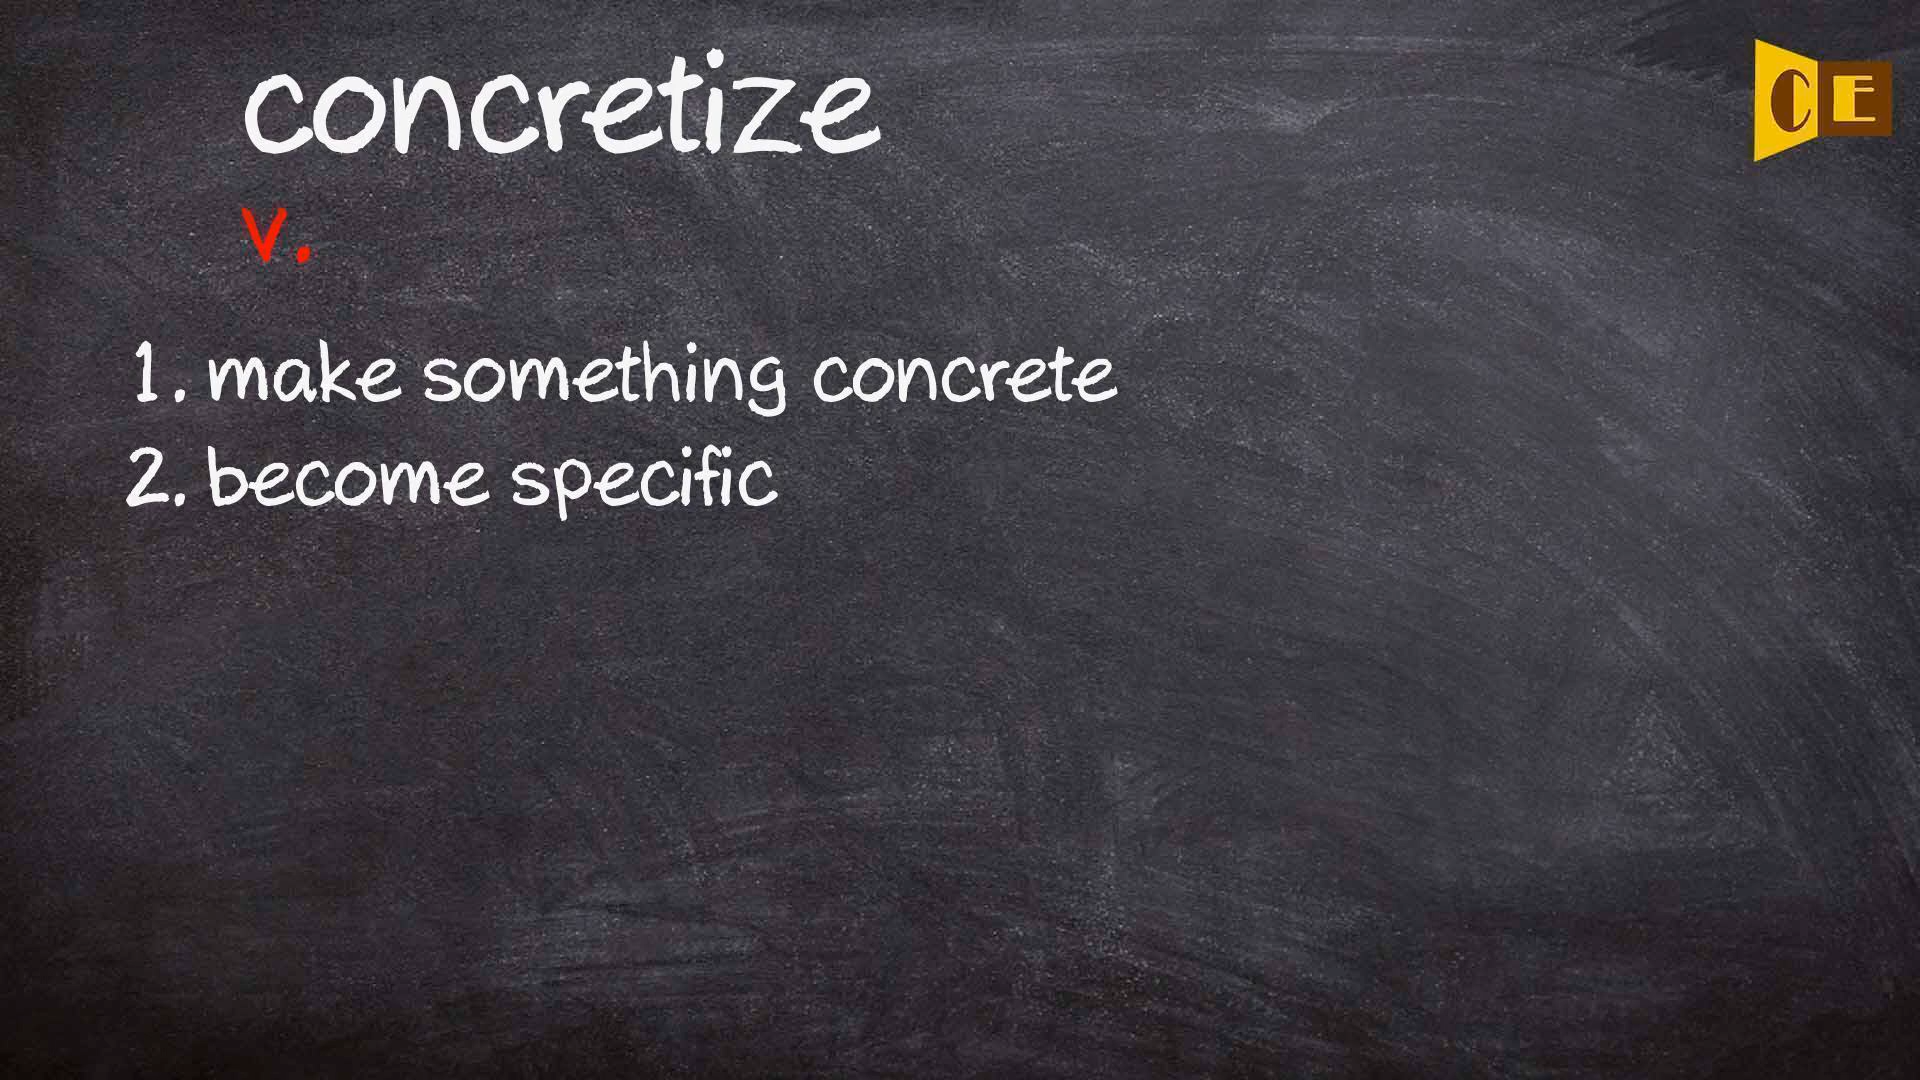 concretize
CE
v.
1. make something concrete
2. become specific